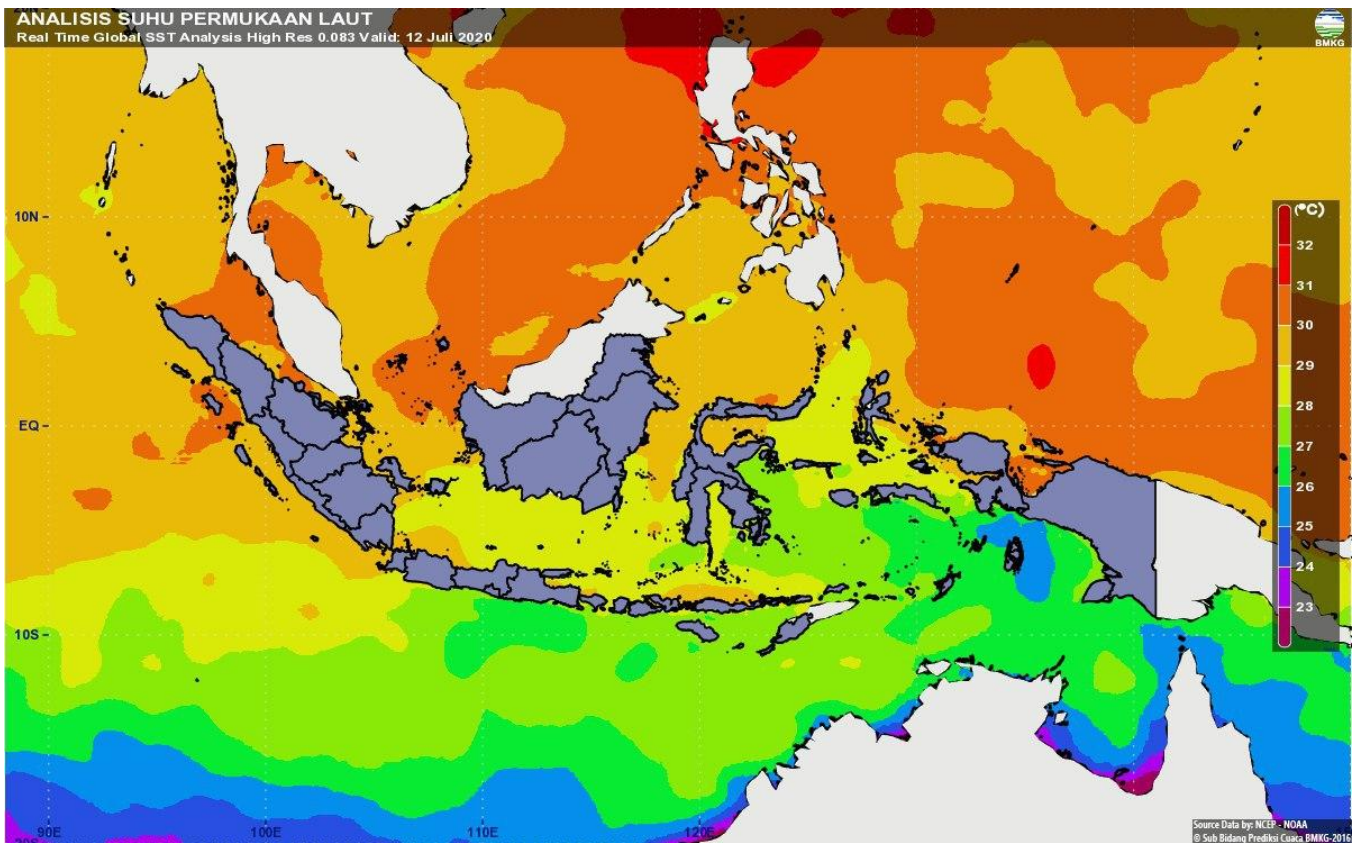 ANALISIS SUHU PERMUKAAN LAUT
Real Time Global SST Analysis High Res 0.083 Valid: 12 Juli 2020
BMKG
10N
EQ
10S
90E
100E
110E
120E
(°C)
32
31
30
29
28
27
26
25
24
23
Source Data by: NCEP - NOAA
© Sub Bidang Prediksi Cuaca BMKG-2016